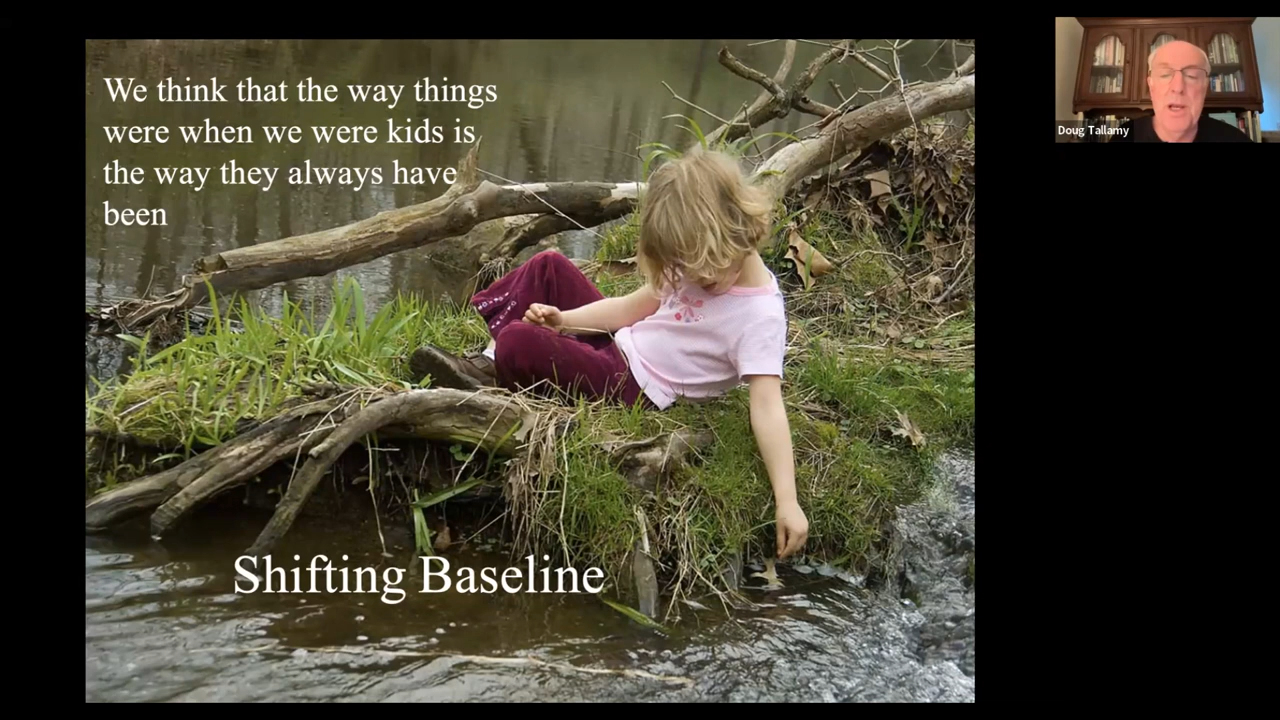 We think that the way things
were when we were kids is
the way they always have
been
Doug Tallamy
Shifting Baseline